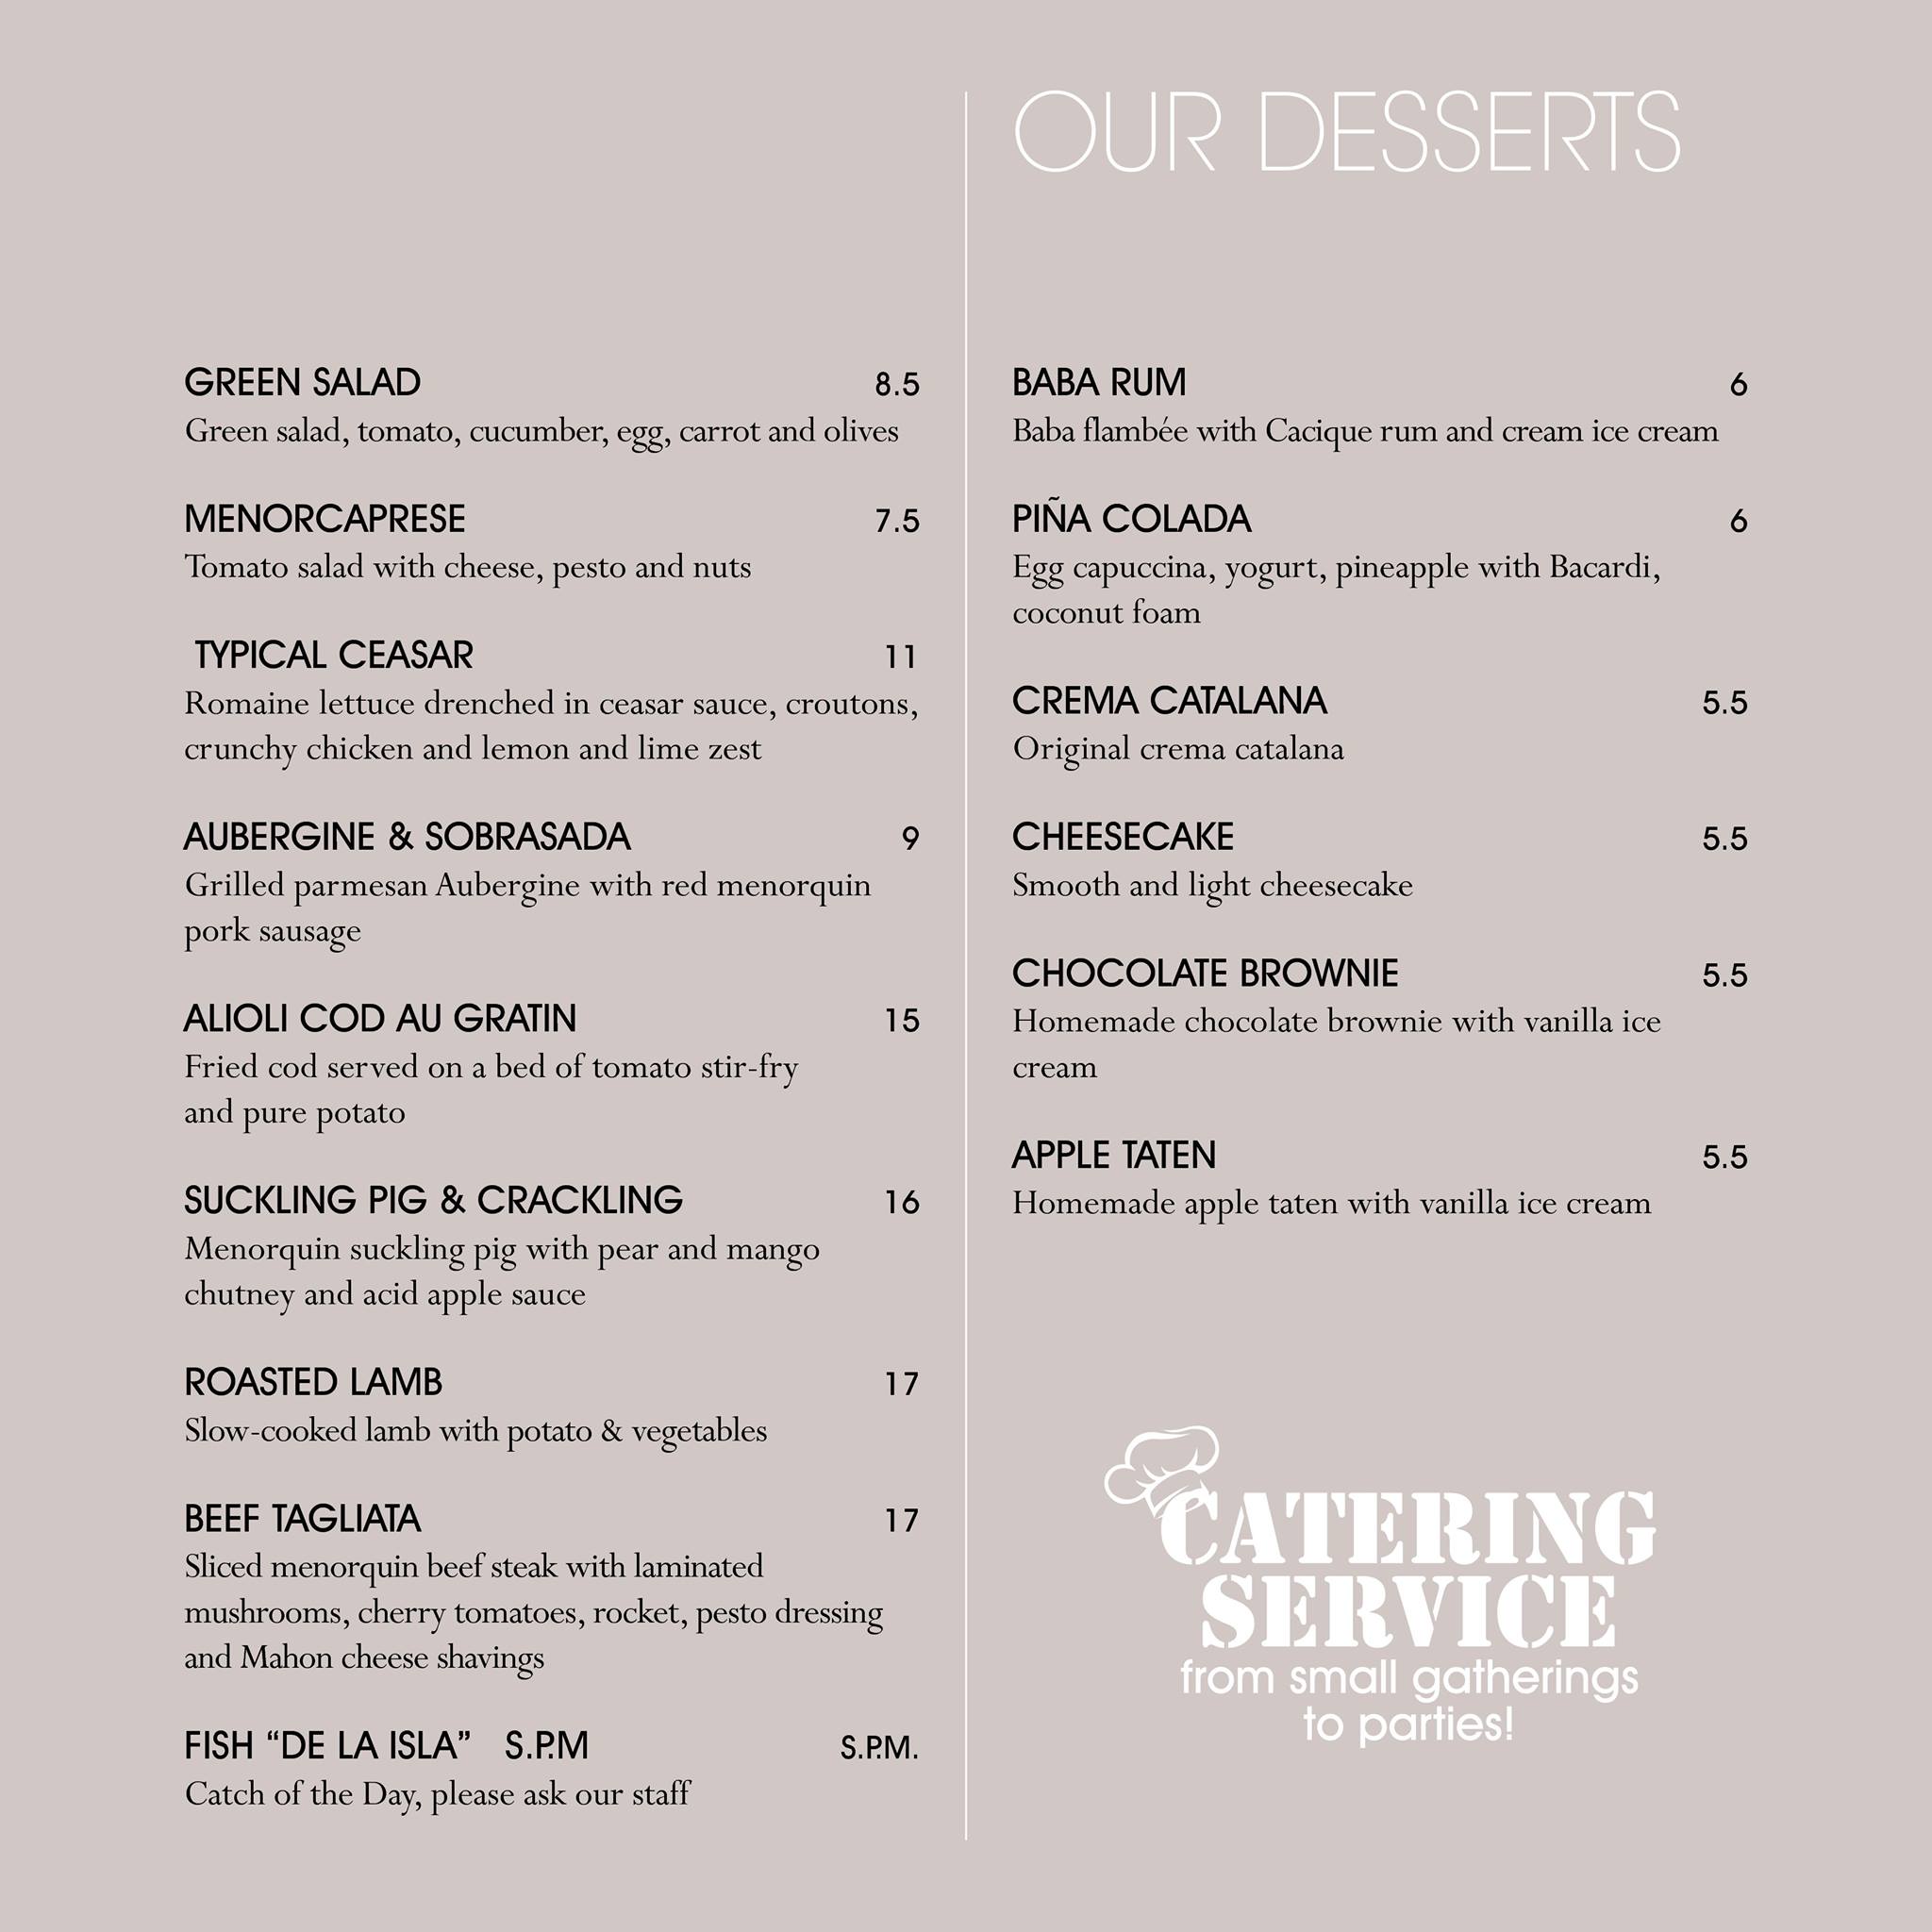 GREEN SALAD 8.5
Green salad, tomato, cucumber, egg, carrot and olives
MENORCAPRESE 7.5
Tomato salad with cheese, pesto and nuts
TYPICAL CEASAR 11
Romaine lettuce drenched in ceasar sauce, croutons,
crunchy chicken and lemon and lime zest
AUBERGINE & SOBRASADA 9
Grilled parmesan Aubergine with red menorquin
pork sausage
ALIOLI COD AU GRATIN 15
Fried cod served on a bed of tomato stir-fry
and pure potato
SUCKLING PIG & CRACKLING 16
Menorquin suckling pig with pear and mango
chutney and acid apple sauce
ROASTED LAMB 17
Slow-cooked lamb with potato & vegetables
BEEF TAGLIATA 17
Sliced menorquin beef steak with laminated
mushrooms, cherry tomatoes, rocket, pesto dressing
and Mahon cheese shavings
FISH “DE LA ISLA” S.P.M S.P.M.
Catch of the Day, please ask our staff
OUR DESSERTS
BABA RUM 6
Baba flambée with Cacique rum and cream ice cream
PIÑA COLADA 6
Egg capuccina, yogurt, pineapple with Bacardi,
coconut foam
CREMA CATALANA 5.5
Original crema catalana
CHEESECAKE 5.5
Smooth and light cheesecake
CHOCOLATE BROWNIE 5.5
Homemade chocolate brownie with vanilla ice
cream
APPLE TATEN 5.5
Homemade apple taten with vanilla ice cream
CATERING
SERVICE
from small gatherings
to parties!